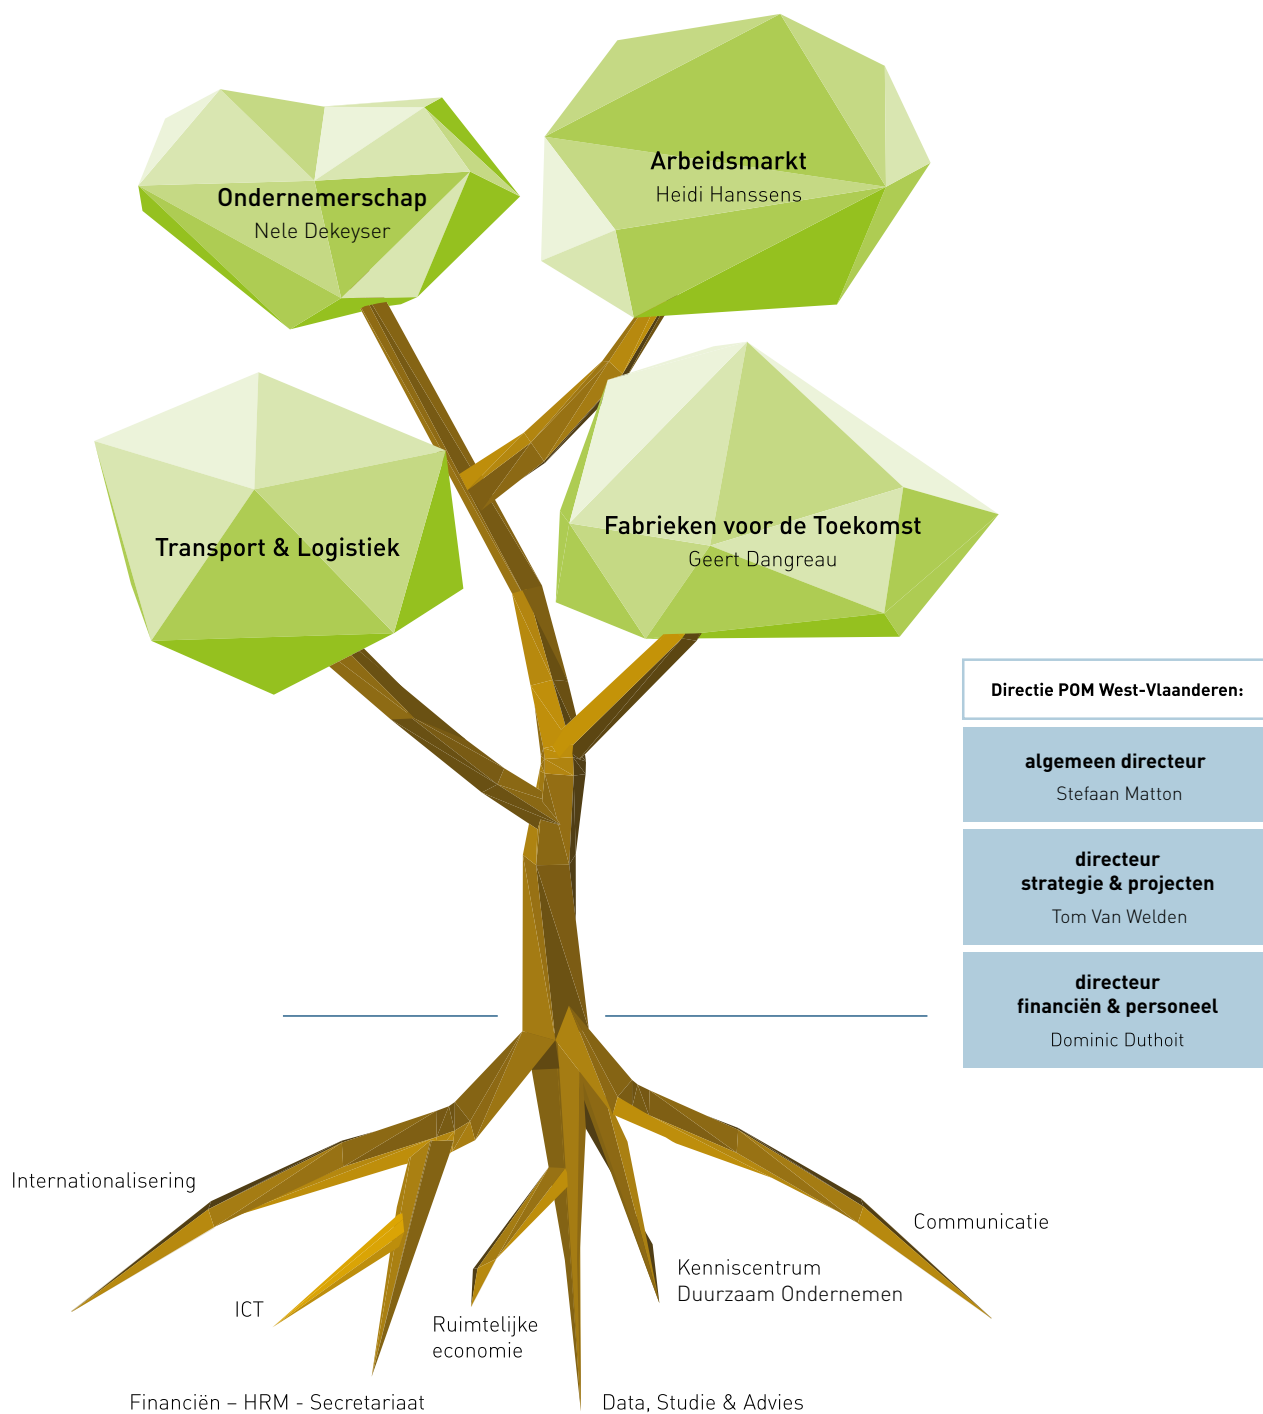 Arbeidsmarkt
Heidi Hanssens
Ondernemerschap
Nele Dekeyser
Fabrieken voor de Toekomst
Geert Dangreau
Transport & Logistiek
Directie POM West-Vlaanderen:
algemeen directeur
Stefaan Matton
directeur
strategie & projecten
Tom Van Welden
directeur
financiën & personeel
Dominic Duthoit
Internationalisering
Communicatie
Kenniscentrum
Duurzaam Ondernemen
ICT
Ruimtelijke
economie
Financiën – HRM - Secretariaat
Data, Studie & Advies